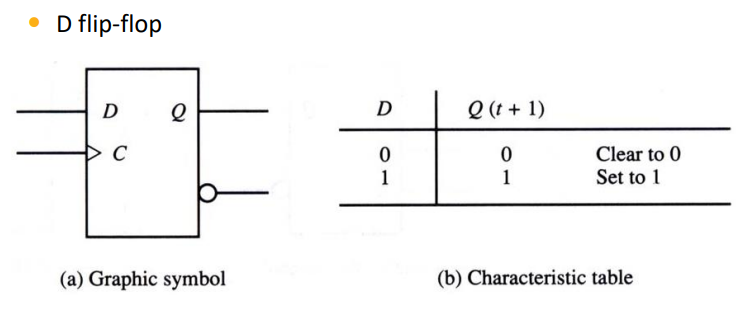 • D flip-flop
D Q
C
(a) Graphic symbol
D Q (t + 1)
0 0 Clear to 0
1 1 Set to 1
(b) Characteristic table